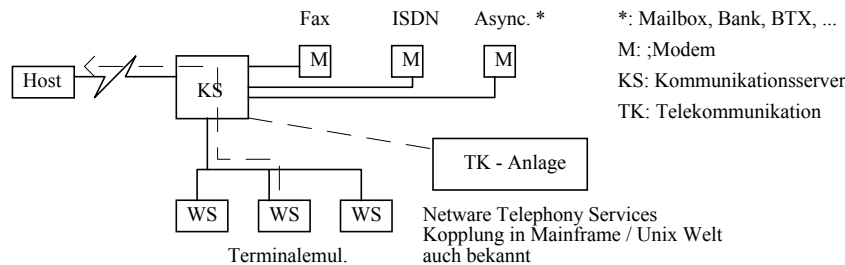 Fax ISDN Async. *
*: Mailbox, Bank, BTX, ...
M M M
M: ;Modem
Host
KS
KS: Kommunikationsserver
TK: Telekommunikation
TK - Anlage
WS WS WS
Netware Telephony Services
Kopplung in Mainframe / Unix Welt
Terminalemul.
auch bekannt